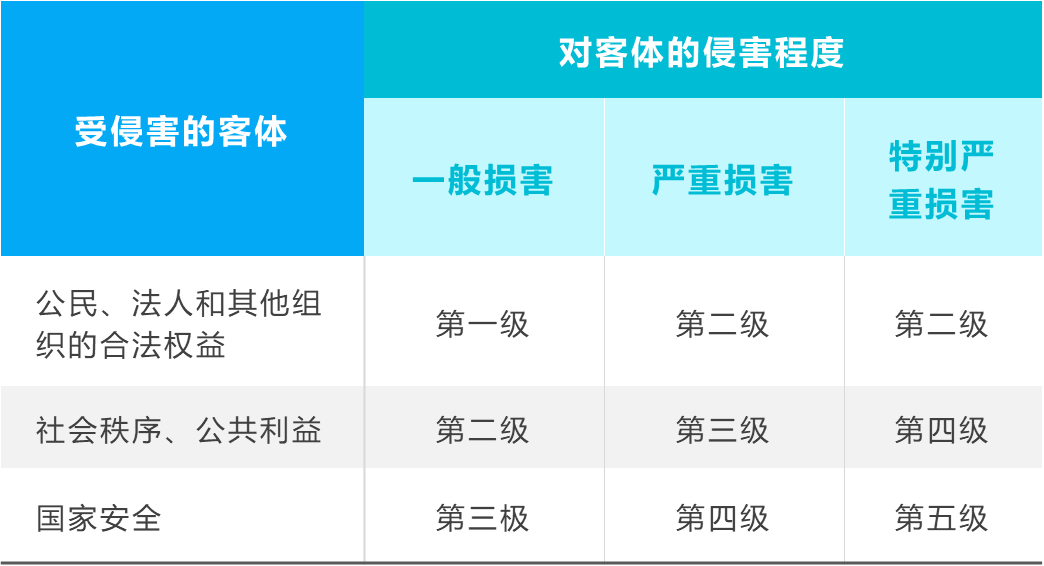 受侵害的客体
对客体的侵害程度
一般损害
严重损害
特别严
重损害
公民、法人和其他组
织的合法权益
第一级
第二级
第二级
社会秩序、公共利益
第二级
第三级
第四级
国家安全
第三极
第四级
第五级